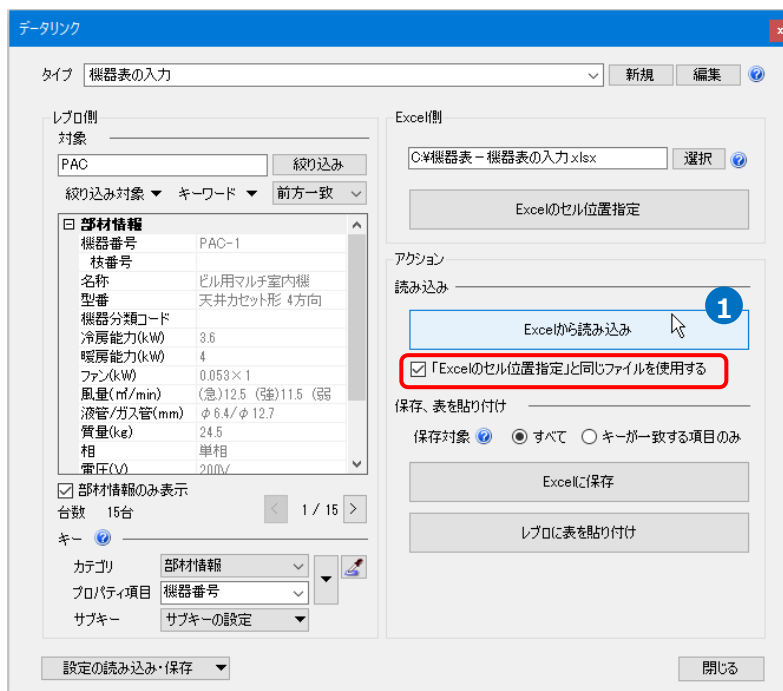 データリンク
タイプ 機器表の入力 新規 編集
レブロ側
対象
PAC 絞り込み
絞り込み対象 ▼ キーワード ▼ 前方一致
部材情報
機器番号 PAC-1
枝番号
名称 ビル用マルチ室内機
型番 天井カセット形 4方向
機器分類コード
冷房能力(kW) 3.6
暖房能力(kW) 4
ファン(kW) 0.053×1
風量(㎥/min) (急)12.5 (強)11.5 (弱
液管/ガス管(mm) φ6.4/φ12.7
質量(kg) 24.5
相 単相
電圧(V) 200V
部材情報のみ表示
台数 15台 < 1 / 15 >
キー
カテゴリ 部材情報
プロパティ項目 機器番号
サブキー サブキーの設定
設定の読み込み・保存
Excel側
C:¥機器表-機器表の入力.xlsx 選択
Excelのセル位置指定
アクション
読み込み
1
Excelから読み込み
「Excelのセル位置指定」と同じファイルを使用する
保存、表を貼り付け
保存対象 すべて キーが一致する項目のみ
Excelに保存
レブロに表を貼り付け
閉じる